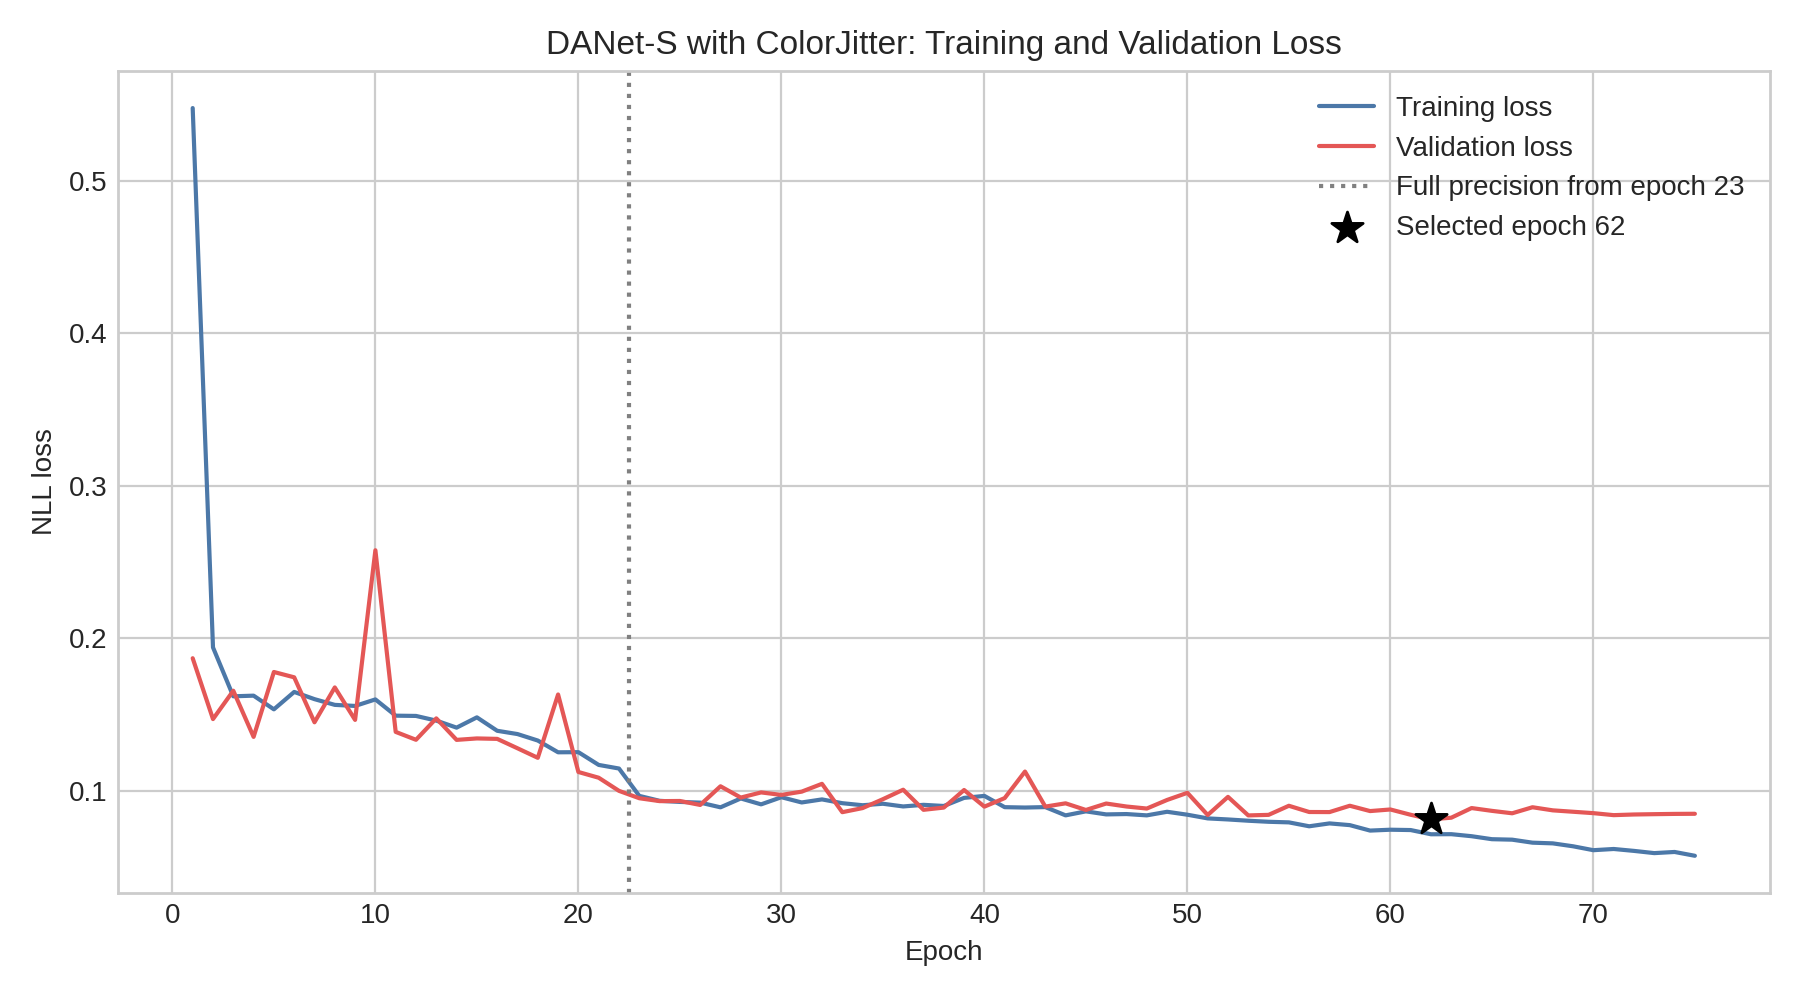 DANet-S with ColorJitter: Training and Validation Loss
Training loss
Validation loss
Full precision from epoch 23
Selected epoch 62
NLL loss
0.5
0.4
0.3
0.2
0.1
0 10 20 30 40 50 60 70
Epoch